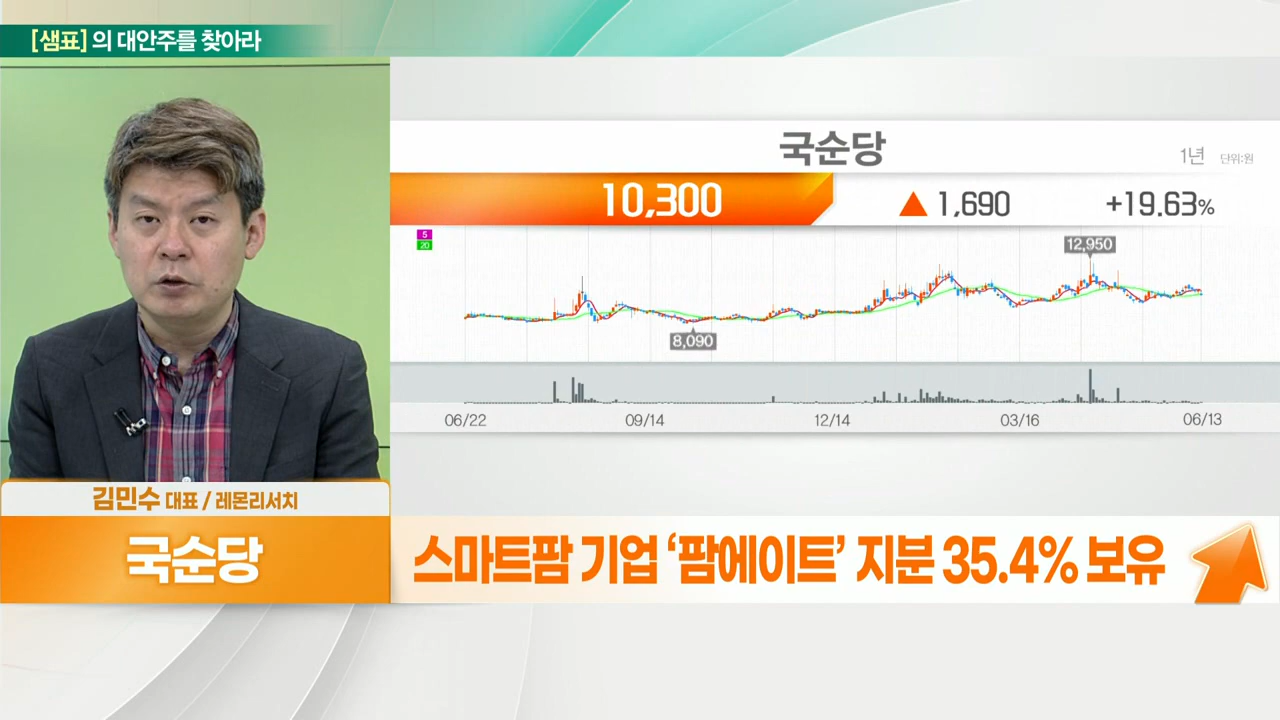 [샘표]의 대안주를 찾아라
국순당
1년 단위:원
10,300 ▲ 1,690 +19.63%
5
20
12,950
8,090
06/22 09/14 12/14 03/16 06/13
김민수 대표 / 레몬리서치
국순당
스마트팜 기업 ‘팜에이트’ 지분 35.4% 보유